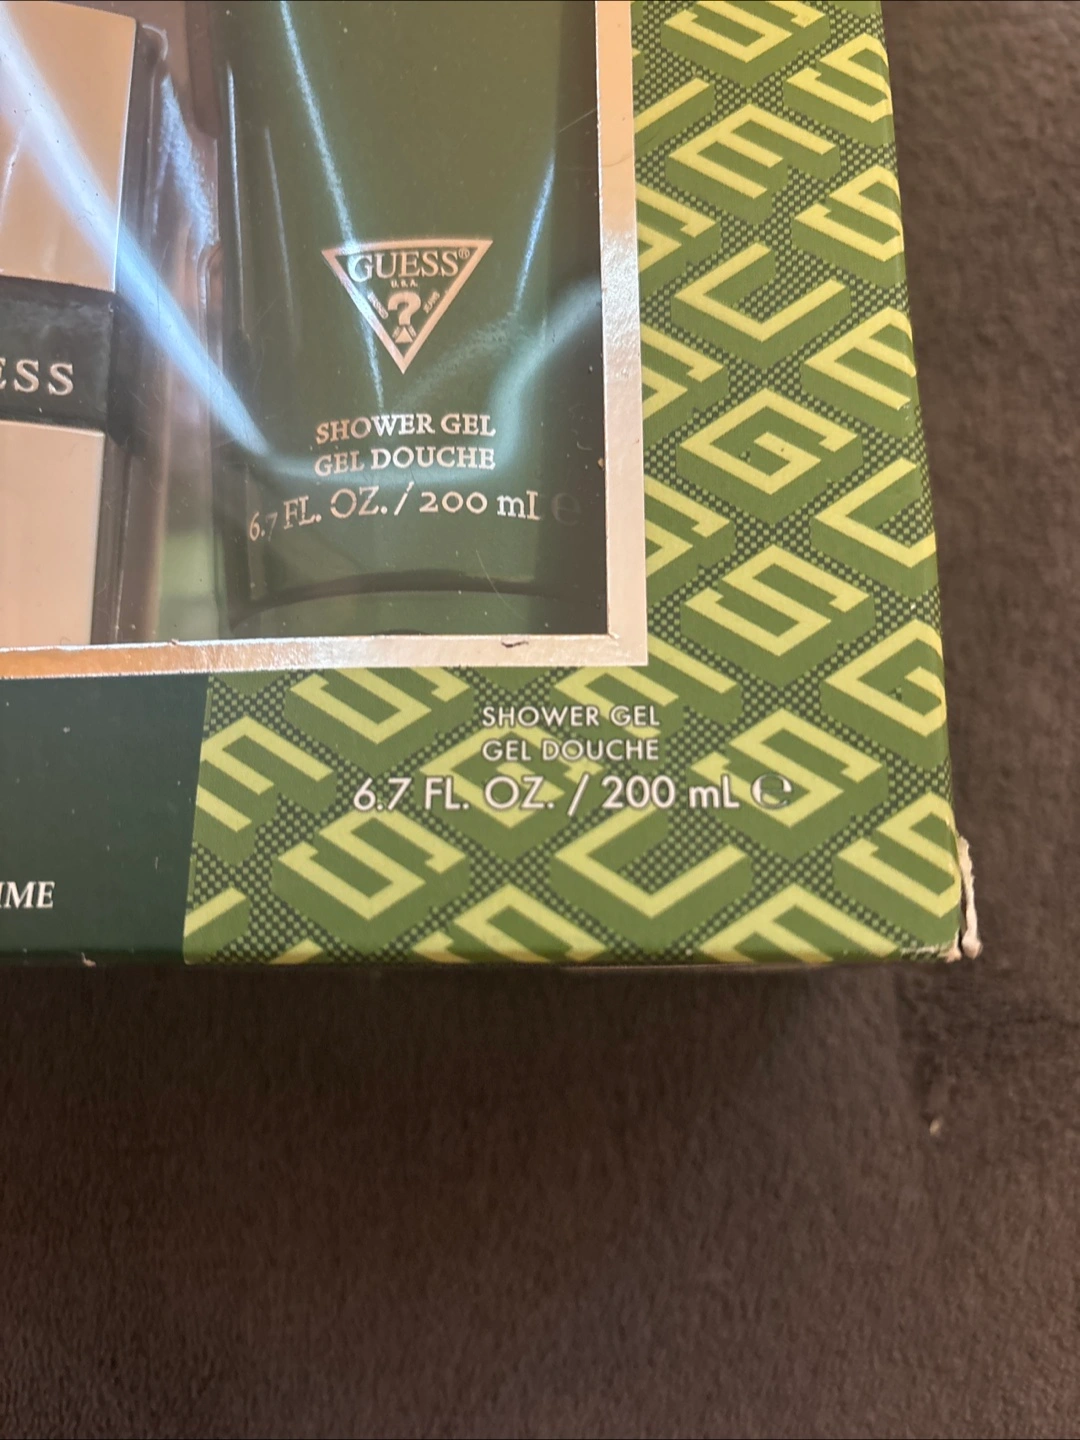 GUESS®
U.S.A.
?
SHOWER GEL
GEL DOUCHE
6.7 FL. OZ. / 200 mL e
ESS
SHOWER GEL
GEL DOUCHE
6.7 FL. OZ. / 200 mL ℮
IME